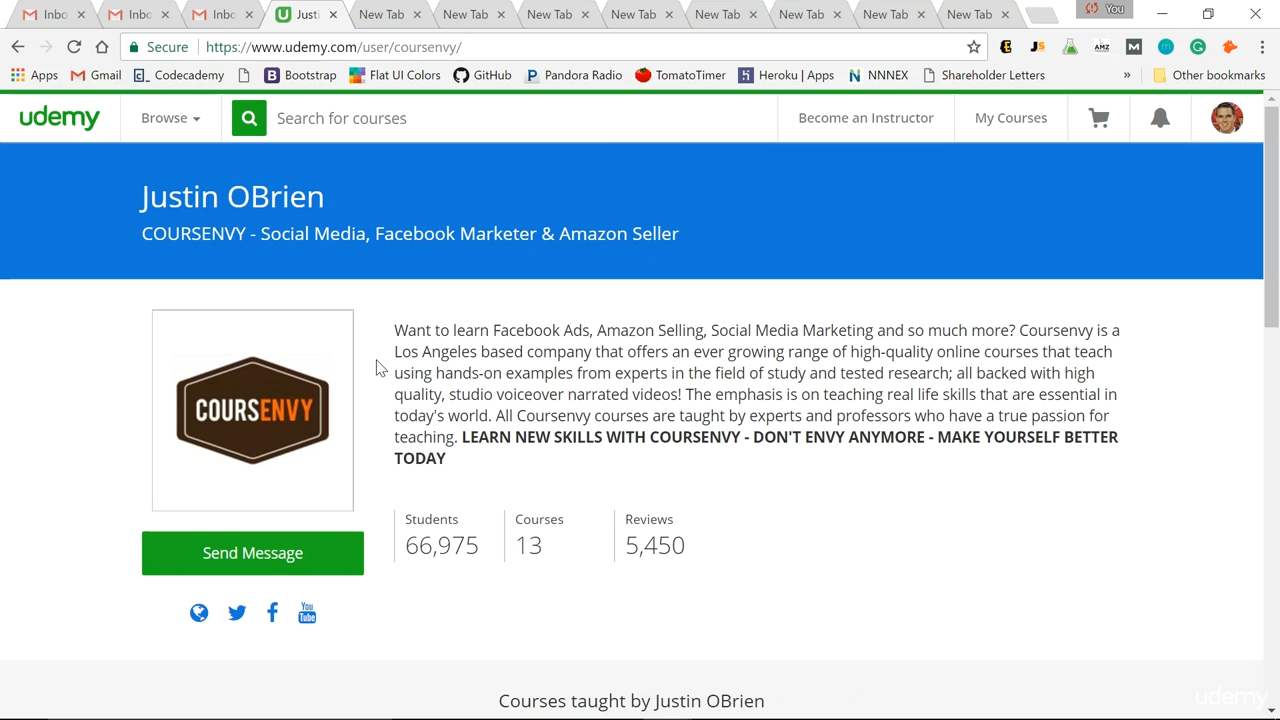 Inbo
Inbo
Inbo
Justi
New Tab
New Tab
New Tab
New Tab
New Tab
New Tab
New Tab
New Tab
You
Secure
https://www.udemy.com/user/coursenvy/
Apps
Gmail
Codecademy
Bootstrap
Flat UI Colors
GitHub
Pandora Radio
TomatoTimer
Heroku | Apps
NNNEX
Shareholder Letters
»
Other bookmarks
udemy
Browse
Search for courses
Become an Instructor
My Courses
Justin OBrien
COURSENVY - Social Media, Facebook Marketer & Amazon Seller
COURSENVY
Want to learn Facebook Ads, Amazon Selling, Social Media Marketing and so much more? Coursenvy is a
Los Angeles based company that offers an ever growing range of high-quality online courses that teach
using hands-on examples from experts in the field of study and tested research; all backed with high
quality, studio voiceover narrated videos! The emphasis is on teaching real life skills that are essential in
today's world. All Coursenvy courses are taught by experts and professors who have a true passion for
teaching. LEARN NEW SKILLS WITH COURSENVY - DON'T ENVY ANYMORE - MAKE YOURSELF BETTER
TODAY
Students
66,975
Courses
13
Reviews
5,450
Send Message
You
Tube
Courses taught by Justin OBrien
udemy